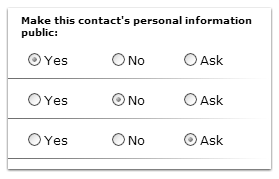 Make this contact's personal information
public:
Yes No Ask
Yes No Ask
Yes No Ask